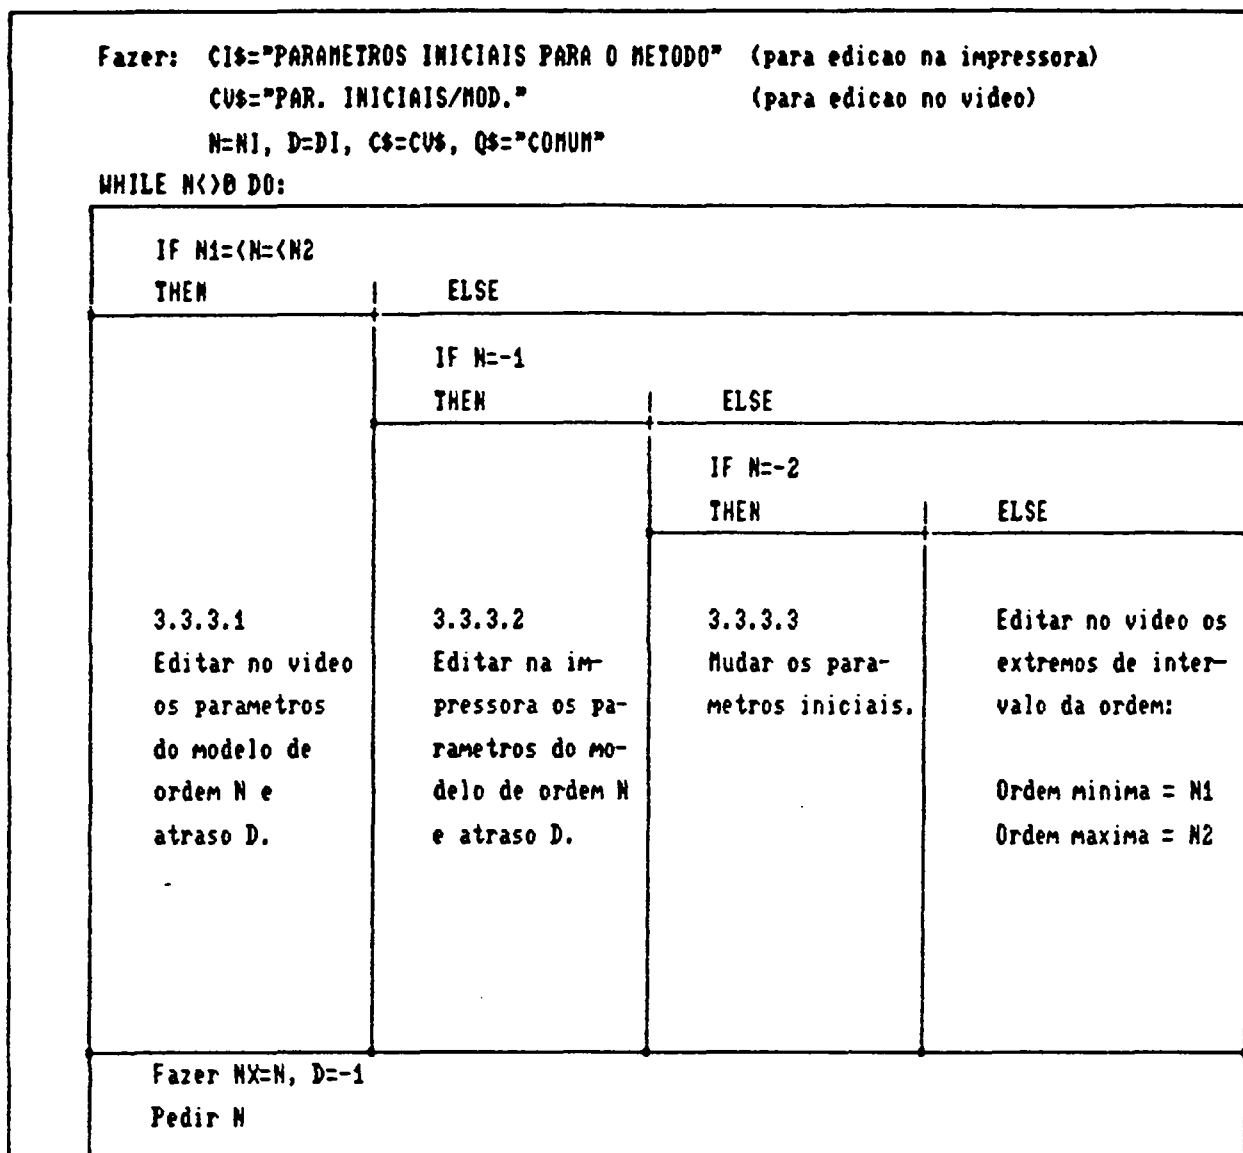 Fazer: CI$="PARAMETROS INICIAIS PARA O METODO" (para edicao na impressora)
CV$="PAR. INICIAIS/MOD." (para edicao no video)
N=NI, D=DI, C$=CV$, Q$="COMUM"
WHILE N<>0 DO:
IF N1=<N=<N2
THEN ELSE
IF N=-1
THEN ELSE
IF N=-2
THEN ELSE
3.3.3.1
Editar no video
os parametros
do modelo de
ordem N e
atraso D.
3.3.3.2
Editar na im-
pressora os pa-
rametros do mo-
delo de ordem N
e atraso D.
3.3.3.3
Mudar os para-
metros iniciais.
Editar no video os
extremos de inter-
valo da ordem:
Ordem minima = N1
Ordem maxima = N2
Fazer NX=N, D=-1
Pedir N